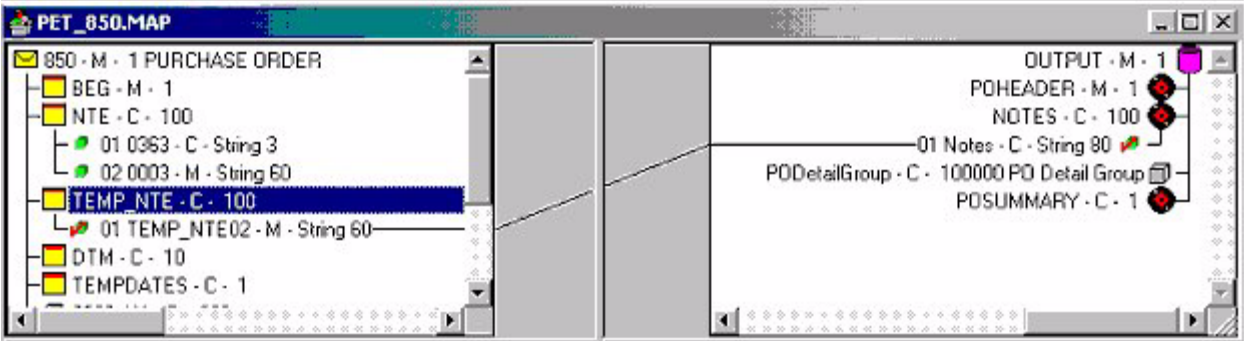 PET_850.MAP
850 - M - 1 PURCHASE ORDER
BEG - M - 1
NTE - C - 100
01 0363 - C - String 3
02 0003 - M - String 60
TEMP_NTE - C - 100
01 TEMP_NTE02 - M - String 60
DTM - C - 10
TEMPDATES - C - 1
OUTPUT - M - 1
POHEADER - M - 1
NOTES - C - 100
01 Notes - C - String 80
PODetailGroup - C - 100000 PO Detail Group
POSUMMARY - C - 1